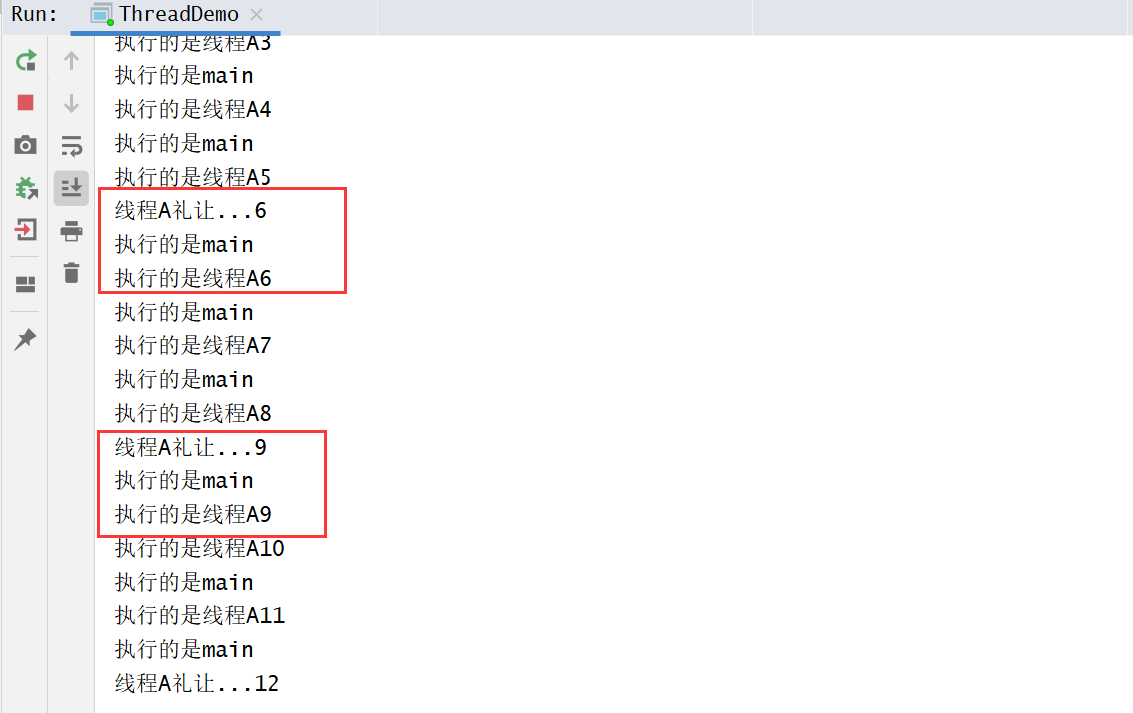 Run: ThreadDemo
执行的是线程A3
执行的是main
执行的是线程A4
执行的是main
执行的是线程A5
线程A礼让...6
执行的是main
执行的是线程A6
执行的是main
执行的是线程A7
执行的是main
执行的是线程A8
线程A礼让...9
执行的是main
执行的是线程A9
执行的是线程A10
执行的是main
执行的是线程A11
执行的是main
线程A礼让...12